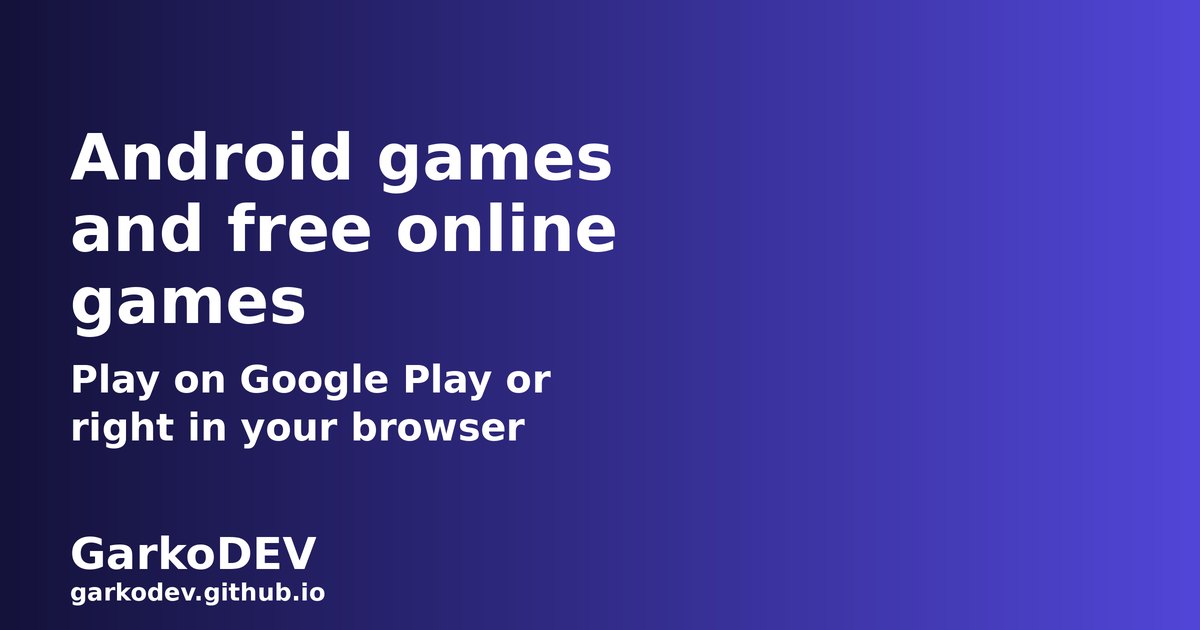 Android games
and free online
games
Play on Google Play or
right in your browser
GarkoDEV
garkodev.github.io